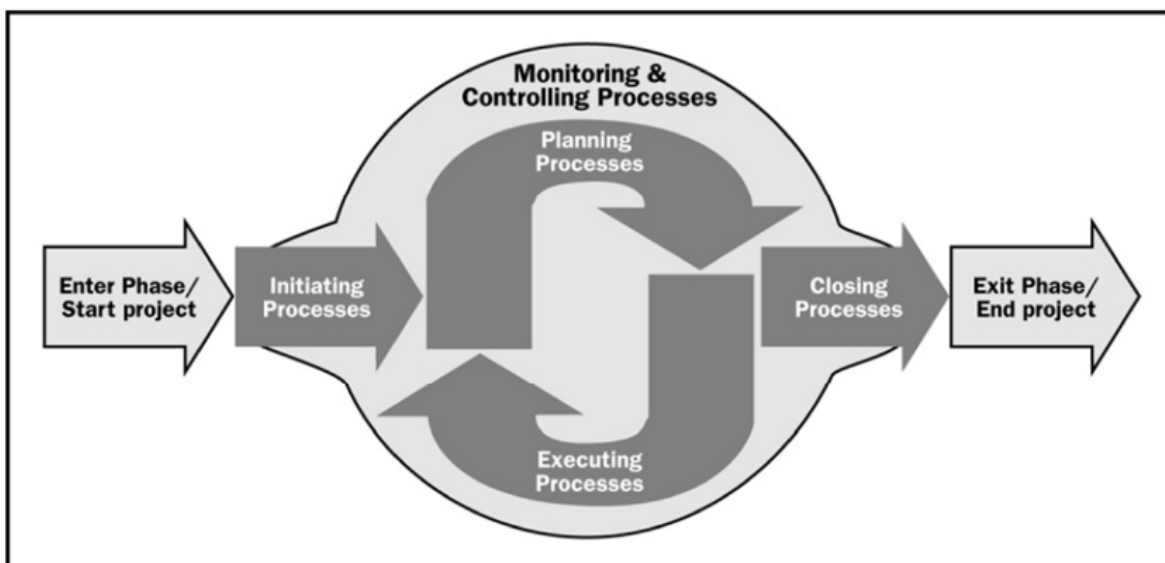 Monitoring &
Controlling Processes
Planning
Processes
Enter Phase/
Start project
Initiating
Processes
Closing
Processes
Exit Phase/
End project
Executing
Processes